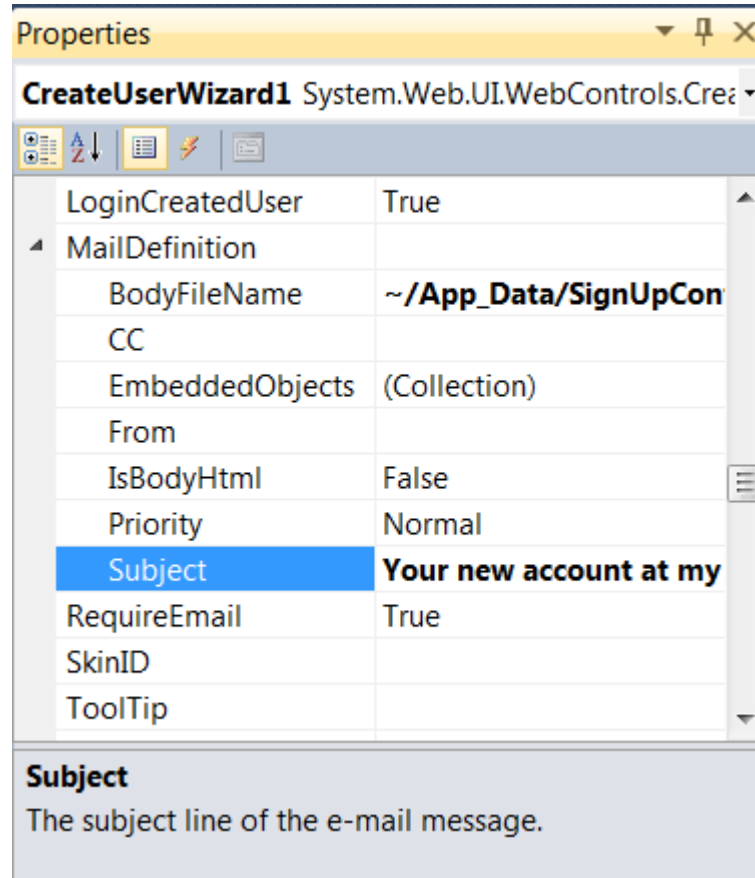 Properties
CreateUserWizard1 System.Web.UI.WebControls.Crea
LoginCreatedUser True
MailDefinition
BodyFileName ~/App_Data/SignUpCon
CC
EmbeddedObjects (Collection)
From
IsBodyHtml False
Priority Normal
Subject Your new account at my
RequireEmail True
SkinID
ToolTip
Subject
The subject line of the e-mail message.